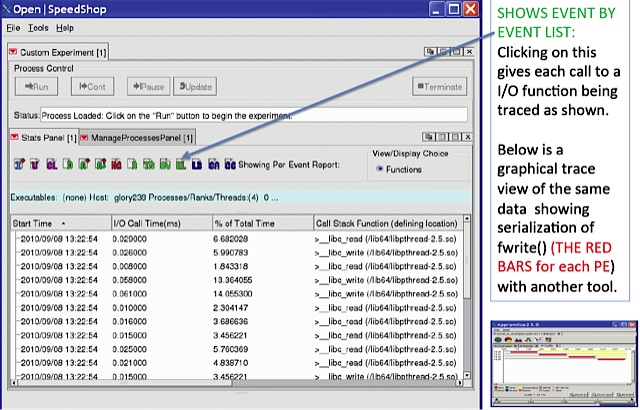 Open|SpeedShop
File Tools Help
Custom Experiment [1]
Process Control
Run
Cont
Pause
Update
Terminate
Status: Process Loaded: Click on the "Run" button to begin the experiment.
Stats Panel [1] ManageProcessesPanel [1]
Showing Per Event Report:
View/Display Choice
Functions
Executables: (none) Host: glory238 Processes/Ranks/Threads:(4) 0 ...
Start Time I/O Call Time(ms) % of Total Time Call Stack Function (defining location)
2010/09/08 13:22:54 0.029000 6.682028 >__libc_read (/lib64/libpthread-2.5.so)
2010/09/08 13:22:54 0.026000 5.990783 >__libc_write (/lib64/libpthread-2.5.so)
2010/09/08 13:22:54 0.008000 1.843318 >__libc_read (/lib64/libpthread-2.5.so)
2010/09/08 13:22:54 0.058000 13.364055 >__libc_write (/lib64/libpthread-2.5.so)
2010/09/08 13:22:54 0.061000 14.055300 >__libc_write (/lib64/libpthread-2.5.so)
2010/09/08 13:22:54 0.010000 2.304147 >__libc_read (/lib64/libpthread-2.5.so)
2010/09/08 13:22:54 0.016000 3.686636 >__libc_write (/lib64/libpthread-2.5.so)
2010/09/08 13:22:54 0.015000 3.456221 >__libc_read (/lib64/libpthread-2.5.so)
2010/09/08 13:22:54 0.025000 5.760369 >__libc_write (/lib64/libpthread-2.5.so)
2010/09/08 13:22:54 0.021000 4.838710 >__libc_read (/lib64/libpthread-2.5.so)
2010/09/08 13:22:54 0.015000 3.456221 >__libc_write (/lib64/libpthread-2.5.so)
SHOWS EVENT BY
EVENT LIST:
Clicking on this
gives each call to a
I/O function being
traced as shown.
Below is a
graphical trace
view of the same
data showing
serialization of
fwrite() (THE RED
BARS for each PE)
with another tool.